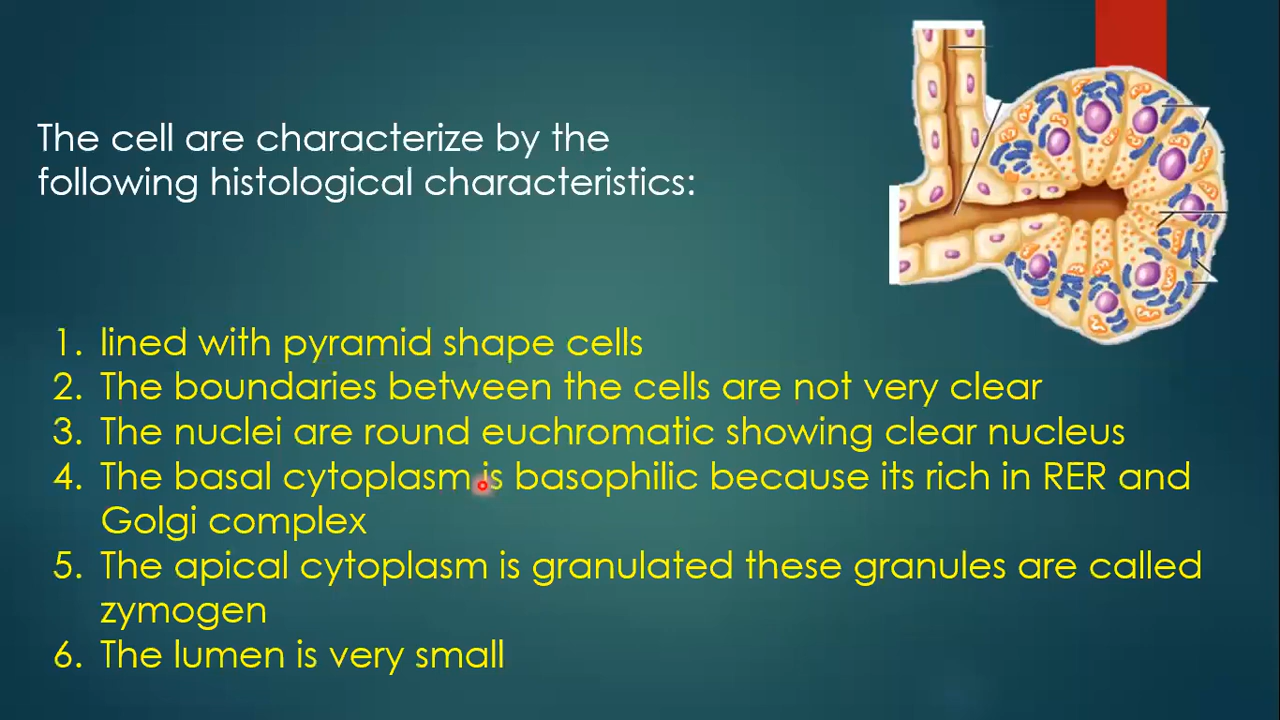 The cell are characterize by the
following histological characteristics:
1. lined with pyramid shape cells
2. The boundaries between the cells are not very clear
3. The nuclei are round euchromatic showing clear nucleus
4. The basal cytoplasm is basophilic because its rich in RER and
Golgi complex
5. The apical cytoplasm is granulated these granules are called
zymogen
6. The lumen is very small